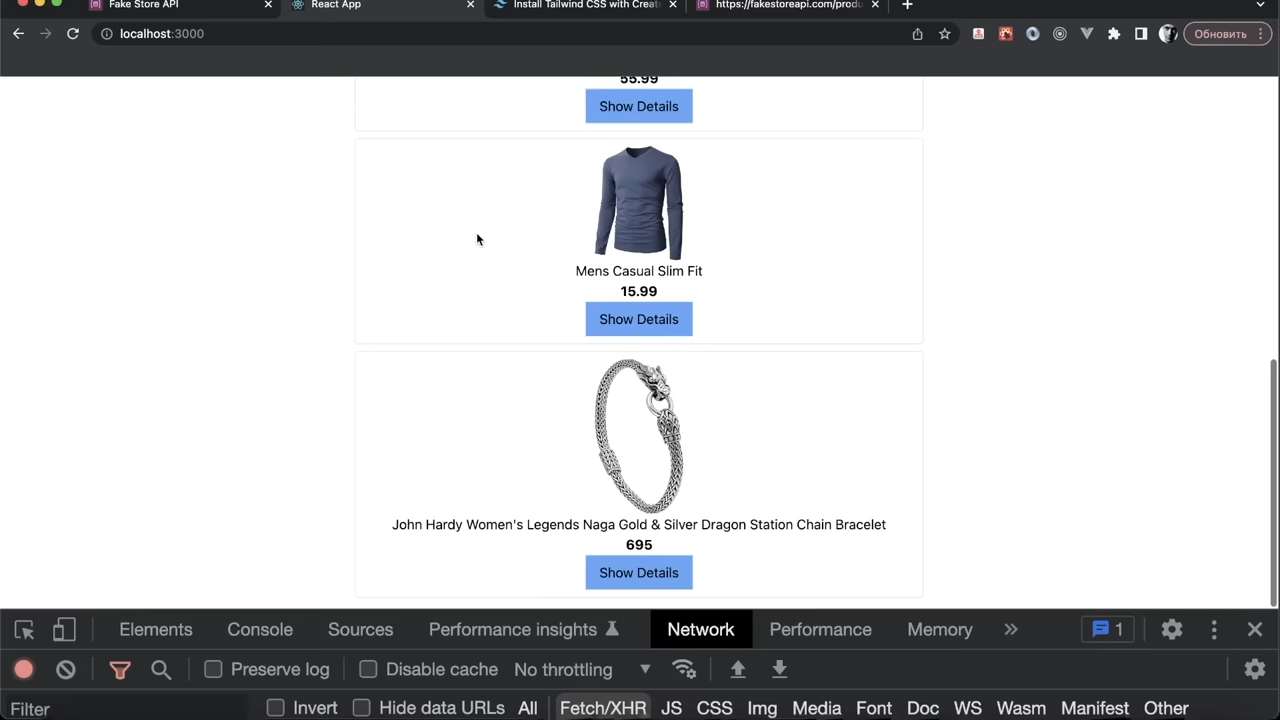 Fake Store API
React App
Install Tailwind CSS with Create
https://fakestoreapi.com/produ
localhost:3000
Обновить
55.99
Show Details
Mens Casual Slim Fit
15.99
Show Details
John Hardy Women's Legends Naga Gold & Silver Dragon Station Chain Bracelet
695
Show Details
Elements Console Sources Performance insights Network Performance Memory 1
Preserve log Disable cache No throttling
Filter Invert Hide data URLs All Fetch/XHR JS CSS Img Media Font Doc WS Wasm Manifest Other